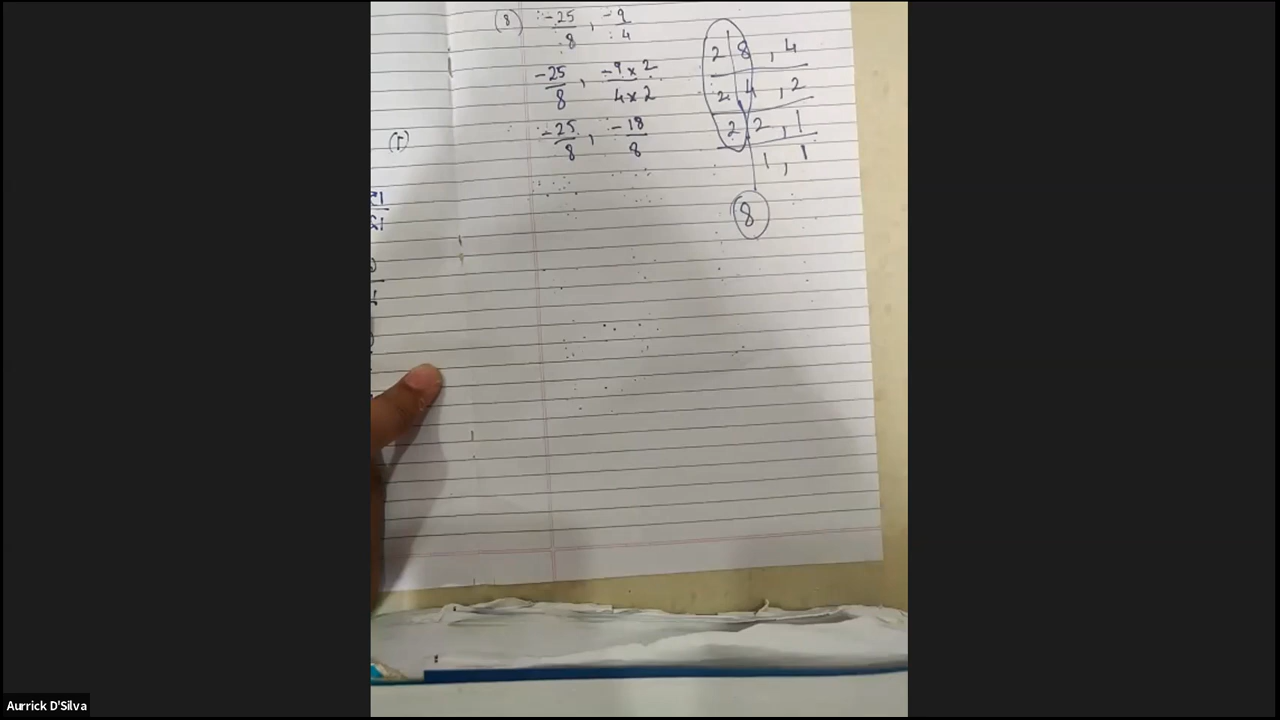 (8) -25/8 , -9/4
-25/8 , -9×2/4×2
-25/8 , -18/8
2 | 8 , 4
2 | 4 , 2
2 | 2 , 1
1 , 1
8
Aurrick D'Silva